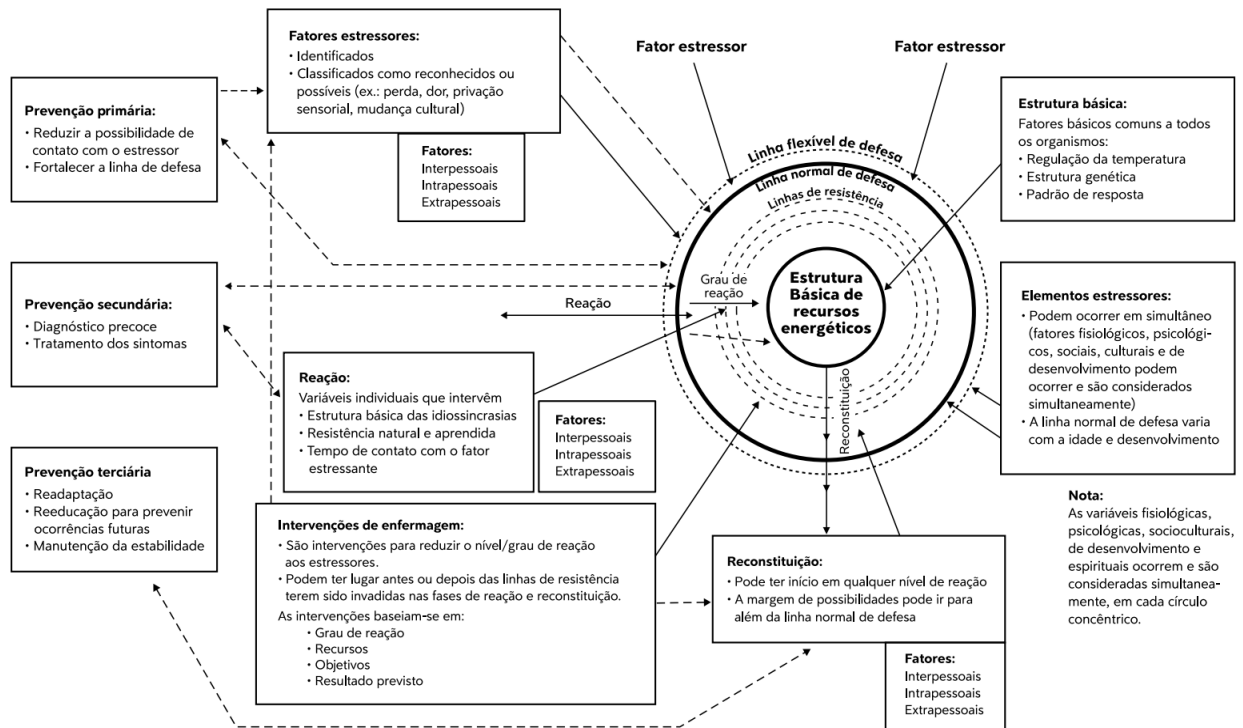 Prevenção primária:
• Reduzir a possibilidade de
contato com o estressor
• Fortalecer a linha de defesa
Prevenção secundária:
• Diagnóstico precoce
• Tratamento dos sintomas
Prevenção terciária
• Readaptação
• Reeducação para prevenir
ocorrências futuras
• Manutenção da estabilidade
Fatores estressores:
• Identificados
• Classificados como reconhecidos ou
possíveis (ex.: perda, dor, privação
sensorial, mudança cultural)
Fatores:
Interpessoais
Intrapessoais
Extrapessoais
Reação
Reação:
Variáveis individuais que intervêm
• Estrutura básica das idiossincrasias
• Resistência natural e aprendida
• Tempo de contato com o fator
estressante
Fatores:
Interpessoais
Intrapessoais
Extrapessoais
Intervenções de enfermagem:
• São intervenções para reduzir o nível/grau de reação
aos estressores.
• Podem ter lugar antes ou depois das linhas de resistência
terem sido invadidas nas fases de reação e reconstituição.
As intervenções baseiam-se em:
• Grau de reação
• Recursos
• Objetivos
• Resultado previsto
Fator estressor
Fator estressor
Linha flexível de defesa
Linha normal de defesa
Linhas de resistência
Grau de
reação
Estrutura
Básica de
recursos
energéticos
Reconstituição
Reconstituição:
• Pode ter início em qualquer nível de reação
• A margem de possibilidades pode ir para
além da linha normal de defesa
Fatores:
Interpessoais
Intrapessoais
Extrapessoais
Estrutura básica:
Fatores básicos comuns a todos
os organismos:
• Regulação da temperatura
• Estrutura genética
• Padrão de resposta
Elementos estressores:
• Podem ocorrer em simultâneo
(fatores fisiológicos, psicológi-
cos, sociais, culturais e de
desenvolvimento podem
ocorrer e são considerados
simultaneamente)
• A linha normal de defesa varia
com a idade e desenvolvimento
Nota:
As variáveis fisiológicas,
psicológicas, socioculturais,
de desenvolvimento e
espirituais ocorrem e são
consideradas simultanea-
mente, em cada círculo
concêntrico.